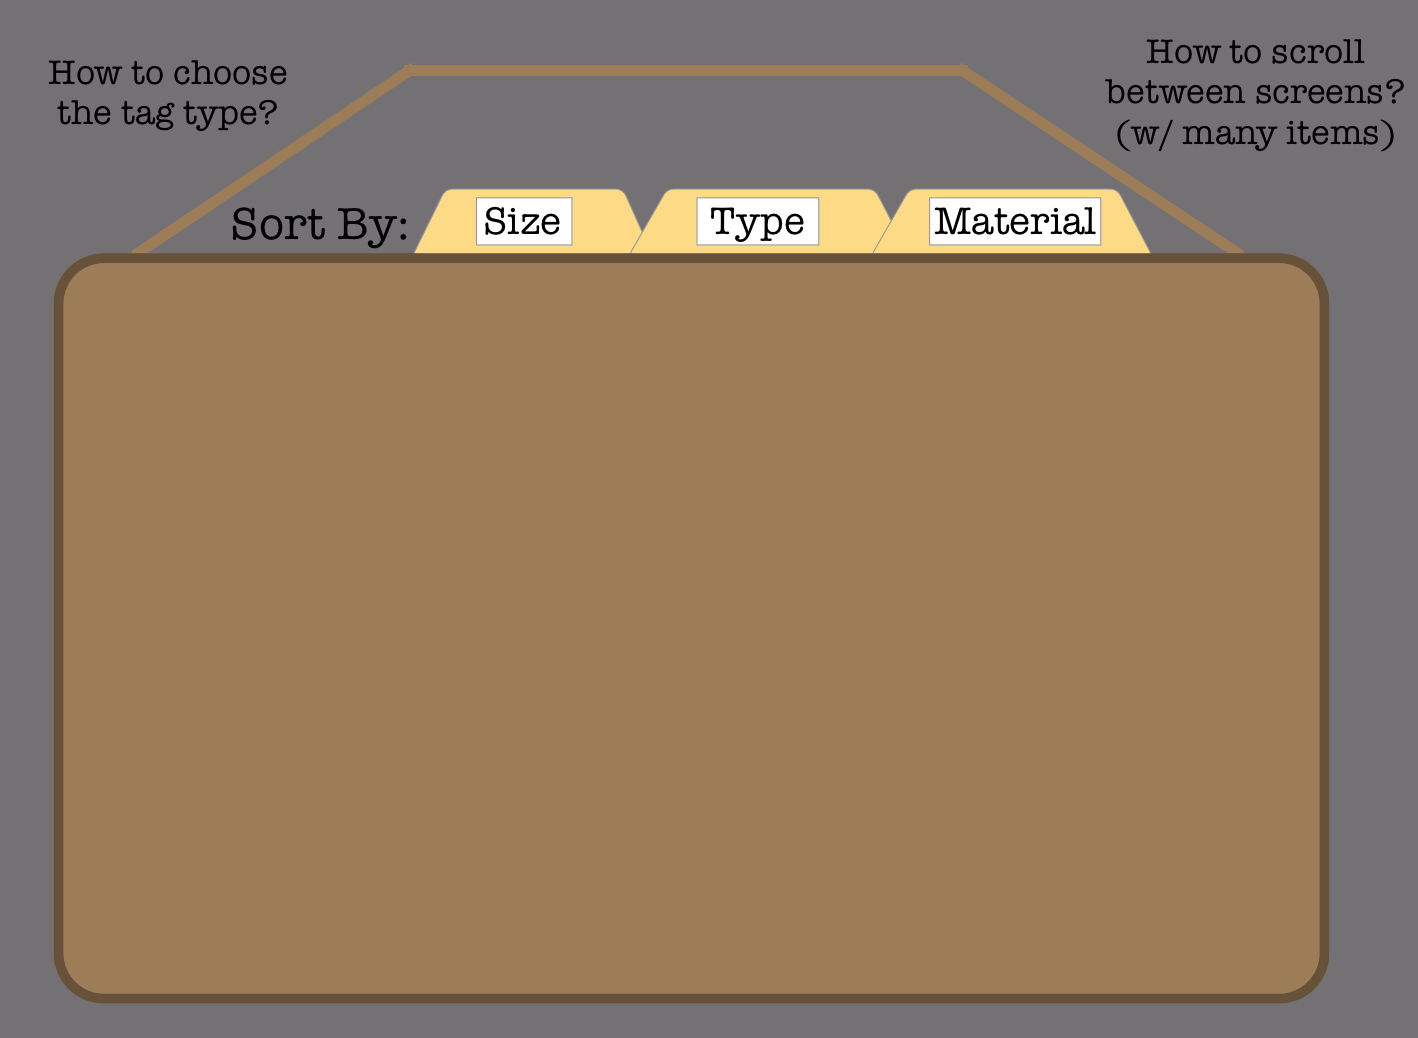 How to choose
the tag type?
How to scroll
between screens?
(w/ many items)
Sort By:
Size
Type
Material